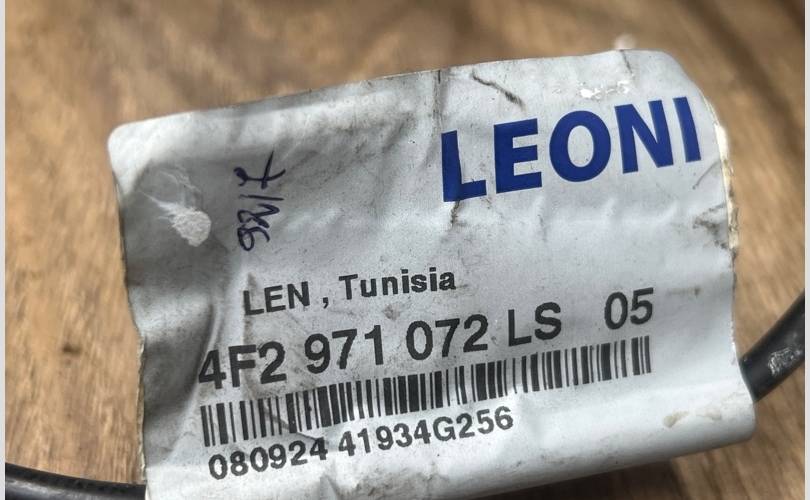 LEONI
LEN , Tunisia
4F2 971 072 LS 05
080924 41934G256